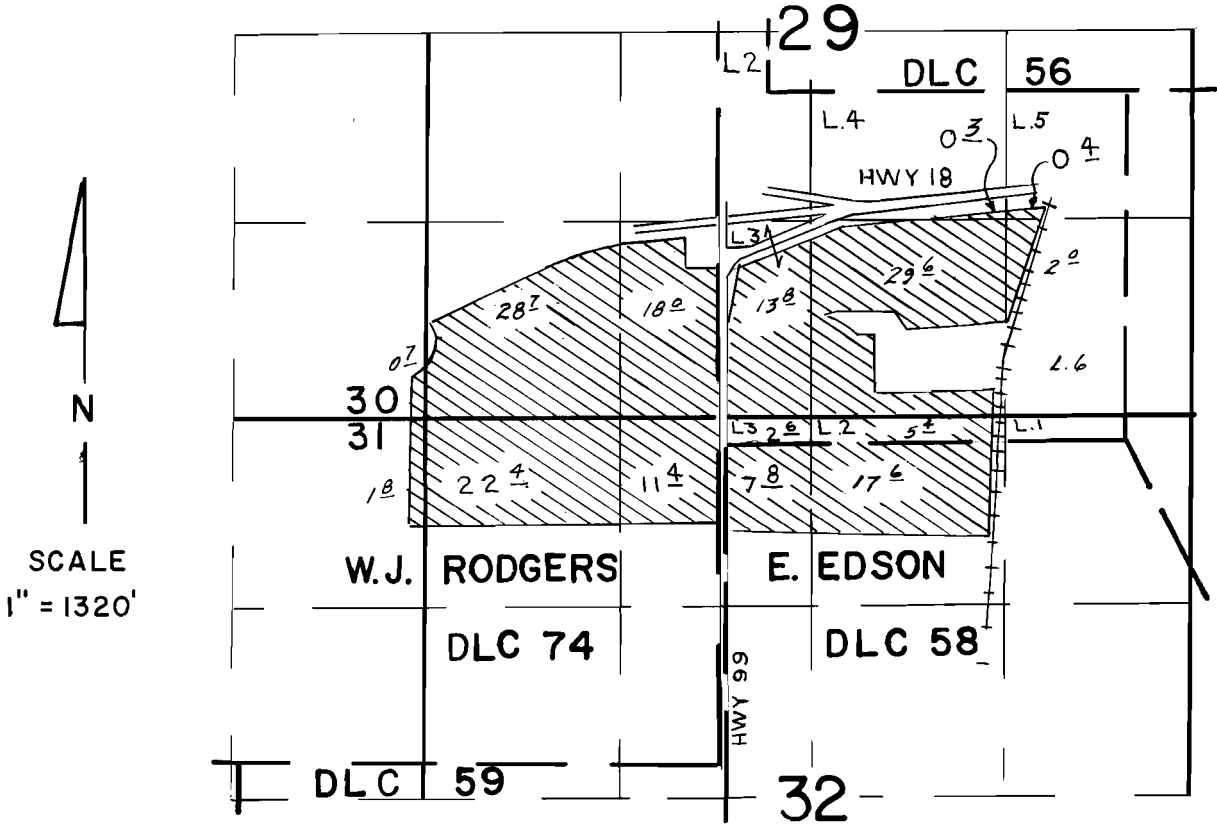 29
L2
DLC 56
L.4
L.5
0 3
0 4
HWY 18
L3
2 0
29 6
28 7
18 0
13 8
0 7
L.6
N
30
31
L3
2 6
L.2
5 4
L.1
1 8
22 4
11 4
7 8
17 6
SCALE
1" = 1320'
W.J. RODGERS
E. EDSON
DLC 74
DLC 58
HWY 99
DLC 59
32